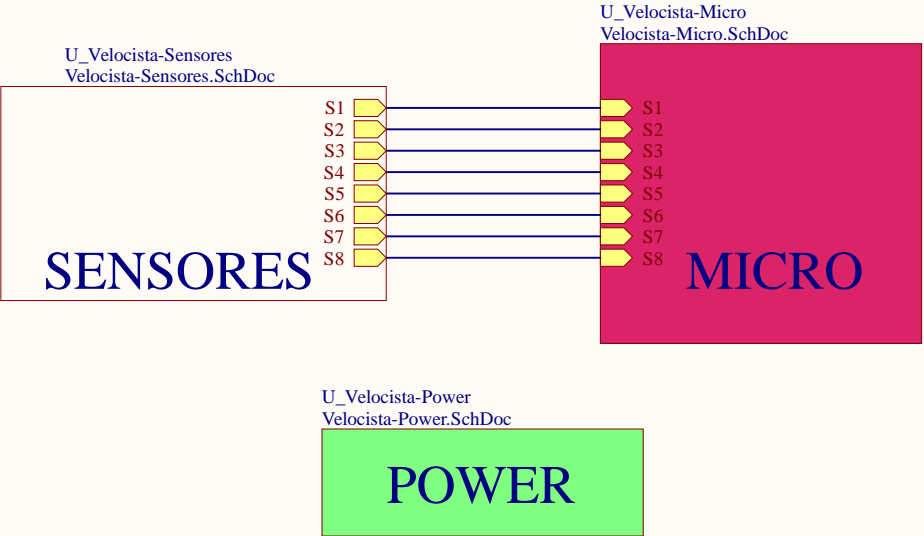 U_Velocista-Micro
Velocista-Micro.SchDoc
U_Velocista-Sensores
Velocista-Sensores.SchDoc
S1 S1
S2 S2
S3 S3
S4 S4
S5 S5
S6 S6
S7 S7
S8 S8
SENSORES MICRO
U_Velocista-Power
Velocista-Power.SchDoc
POWER